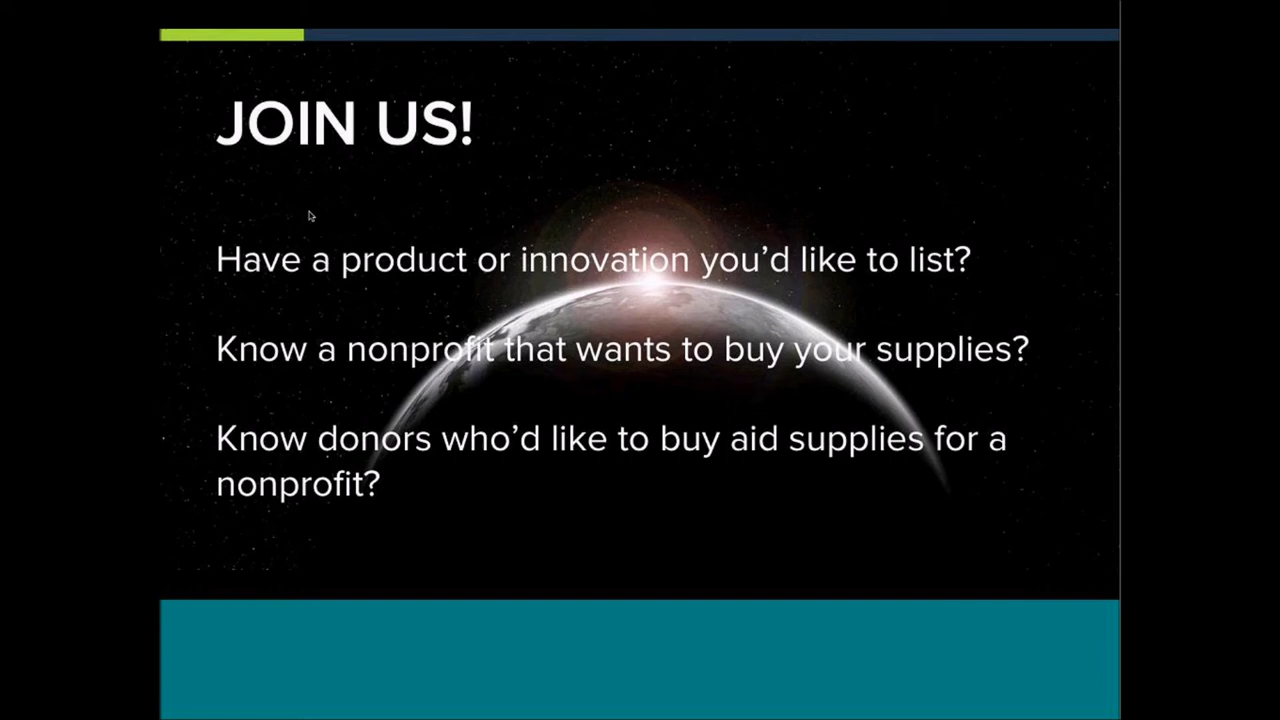 JOIN US!
Have a product or innovation you’d like to list?
Know a nonprofit that wants to buy your supplies?
Know donors who’d like to buy aid supplies for a
nonprofit?